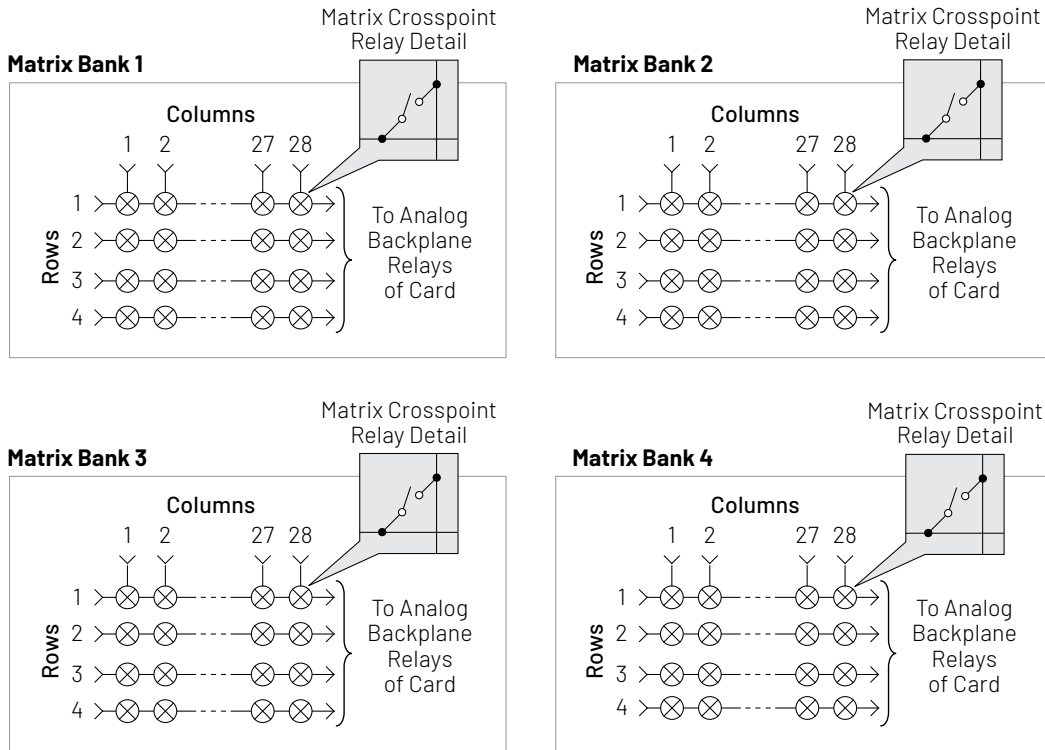 Matrix Crosspoint
Relay Detail
Matrix Bank 1
Columns
1 2 27 28
Rows
1
2
3
4
To Analog
Backplane
Relays
of Card
Matrix Crosspoint
Relay Detail
Matrix Bank 2
Columns
1 2 27 28
Rows
1
2
3
4
To Analog
Backplane
Relays
of Card
Matrix Crosspoint
Relay Detail
Matrix Bank 3
Columns
1 2 27 28
Rows
1
2
3
4
To Analog
Backplane
Relays
of Card
Matrix Crosspoint
Relay Detail
Matrix Bank 4
Columns
1 2 27 28
Rows
1
2
3
4
To Analog
Backplane
Relays
of Card